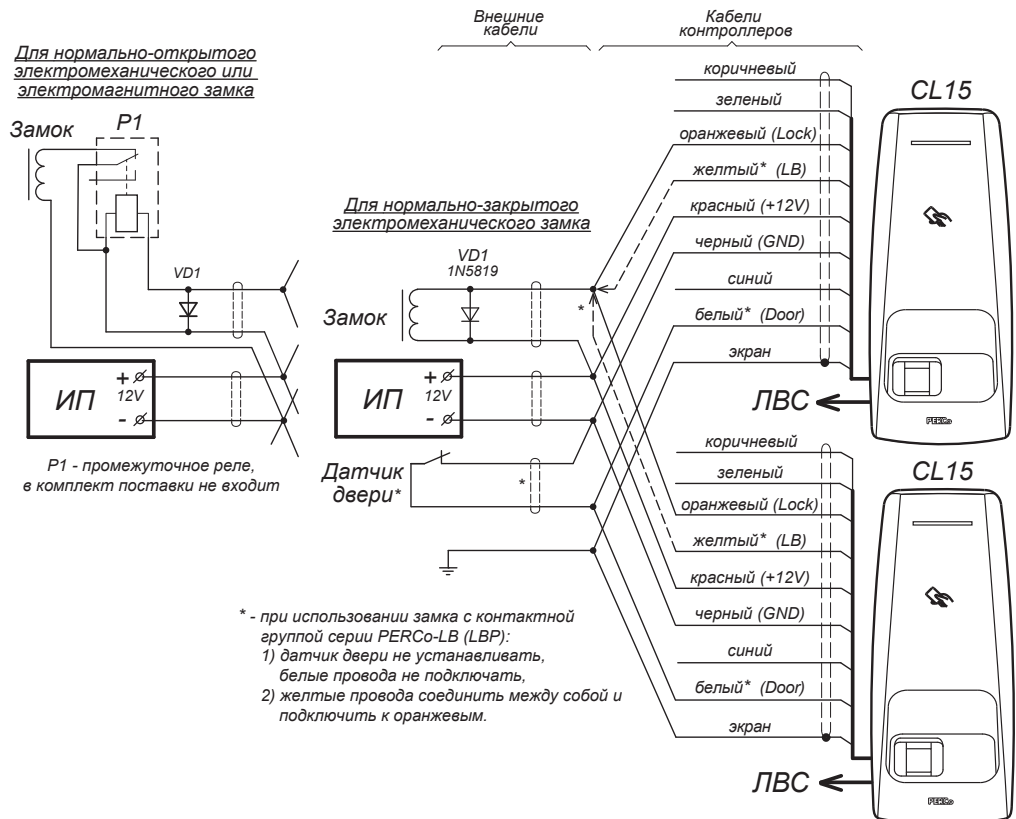 Внешние
кабели
Кабели
контроллеров
Для нормально-открытого
электромеханического или
электромагнитного замка
Замок
P1
VD1
ИП
+
12V
-
P1 - промежуточное реле,
в комплект поставки не входит
Для нормально-закрытого
электромеханического замка
VD1
1N5819
Замок
*
ИП
+
12V
-
Датчик
двери*
*
* - при использовании замка с контактной
группой серии PERCo-LB (LBP):
1) датчик двери не устанавливать,
белые провода не подключать,
2) желтые провода соединить между собой и
подключить к оранжевым.
коричневый
зеленый
оранжевый (Lock)
желтый* (LB)
красный (+12V)
черный (GND)
синий
белый* (Door)
экран
ЛВС
CL15
PERCo
коричневый
зеленый
оранжевый (Lock)
желтый* (LB)
красный (+12V)
черный (GND)
синий
белый* (Door)
экран
ЛВС
CL15
PERCo